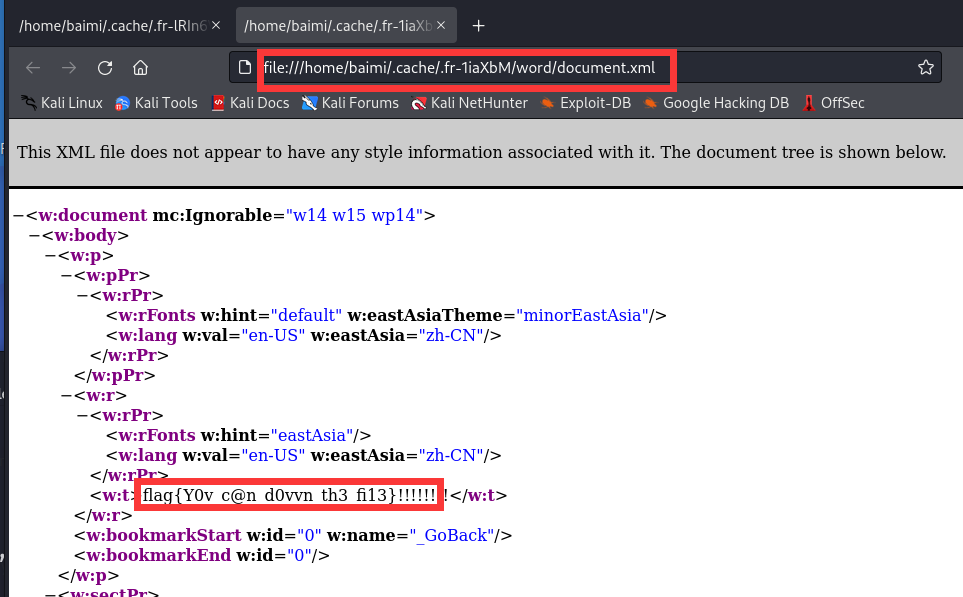 /home/baimi/.cache/.fr-lRIn6 × /home/baimi/.cache/.fr-1iaXb × +
file:///home/baimi/.cache/.fr-1iaXbM/word/document.xml
Kali Linux Kali Tools Kali Docs Kali Forums Kali NetHunter Exploit-DB Google Hacking DB OffSec
This XML file does not appear to have any style information associated with it. The document tree is shown below.
−<w:document mc:Ignorable="w14 w15 wp14">
−<w:body>
−<w:p>
−<w:pPr>
−<w:rPr>
<w:rFonts w:hint="default" w:eastAsiaTheme="minorEastAsia"/>
<w:lang w:val="en-US" w:eastAsia="zh-CN"/>
</w:rPr>
</w:pPr>
−<w:r>
−<w:rPr>
<w:rFonts w:hint="eastAsia"/>
<w:lang w:val="en-US" w:eastAsia="zh-CN"/>
</w:rPr>
<w:t>flag{Y0v_c@n_d0vvn_th3_fi13}!!!!!!!</w:t>
</w:r>
<w:bookmarkStart w:id="0" w:name="_GoBack"/>
<w:bookmarkEnd w:id="0"/>
</w:p>
−<w:sectPr>